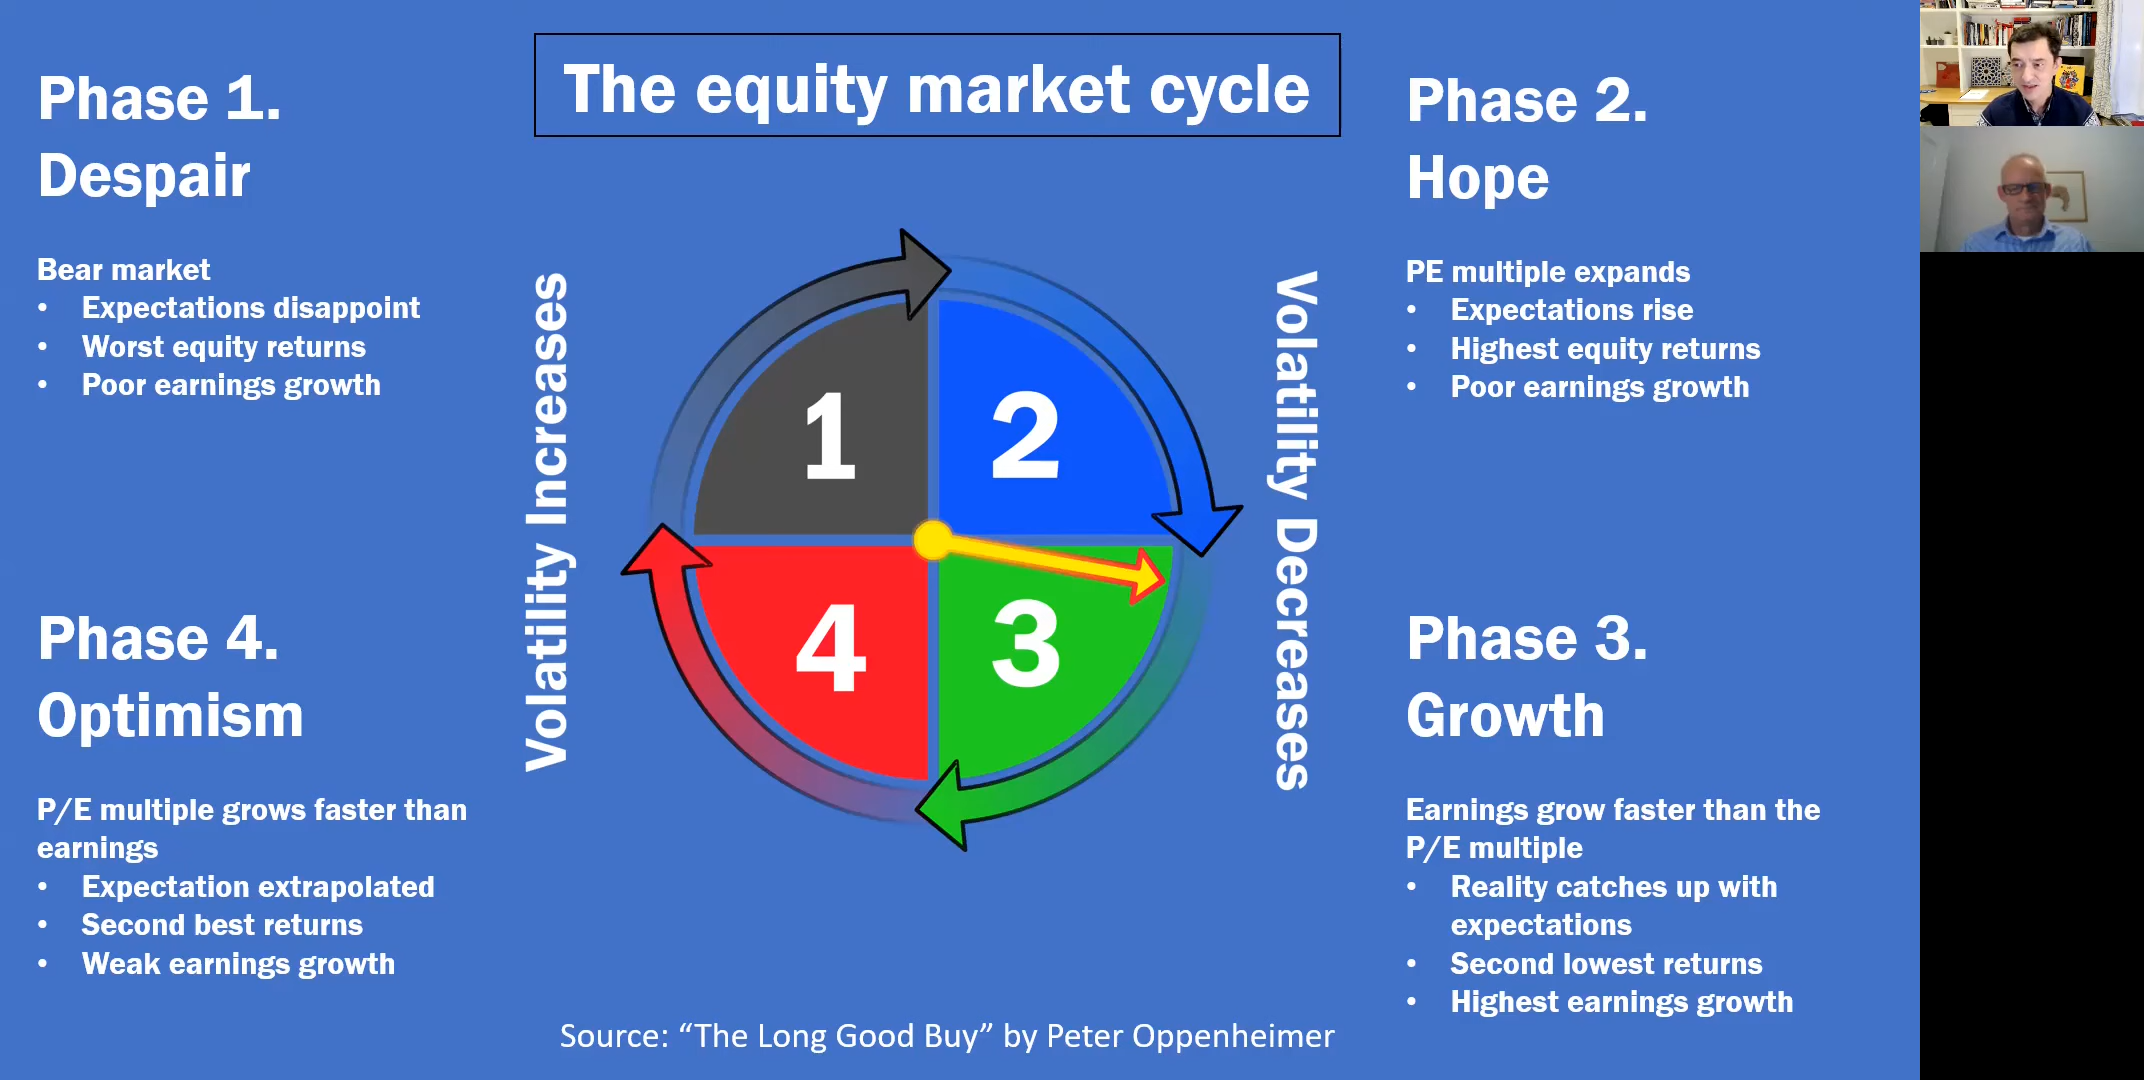 The equity market cycle
Phase 1.
Despair
Bear market
• Expectations disappoint
• Worst equity returns
• Poor earnings growth
Phase 2.
Hope
PE multiple expands
• Expectations rise
• Highest equity returns
• Poor earnings growth
Volatility Increases
1
2
4
3
Volatility Decreases
Phase 4.
Optimism
P/E multiple grows faster than
earnings
• Expectation extrapolated
• Second best returns
• Weak earnings growth
Phase 3.
Growth
Earnings grow faster than the
P/E multiple
• Reality catches up with
expectations
• Second lowest returns
• Highest earnings growth
Source: “The Long Good Buy” by Peter Oppenheimer